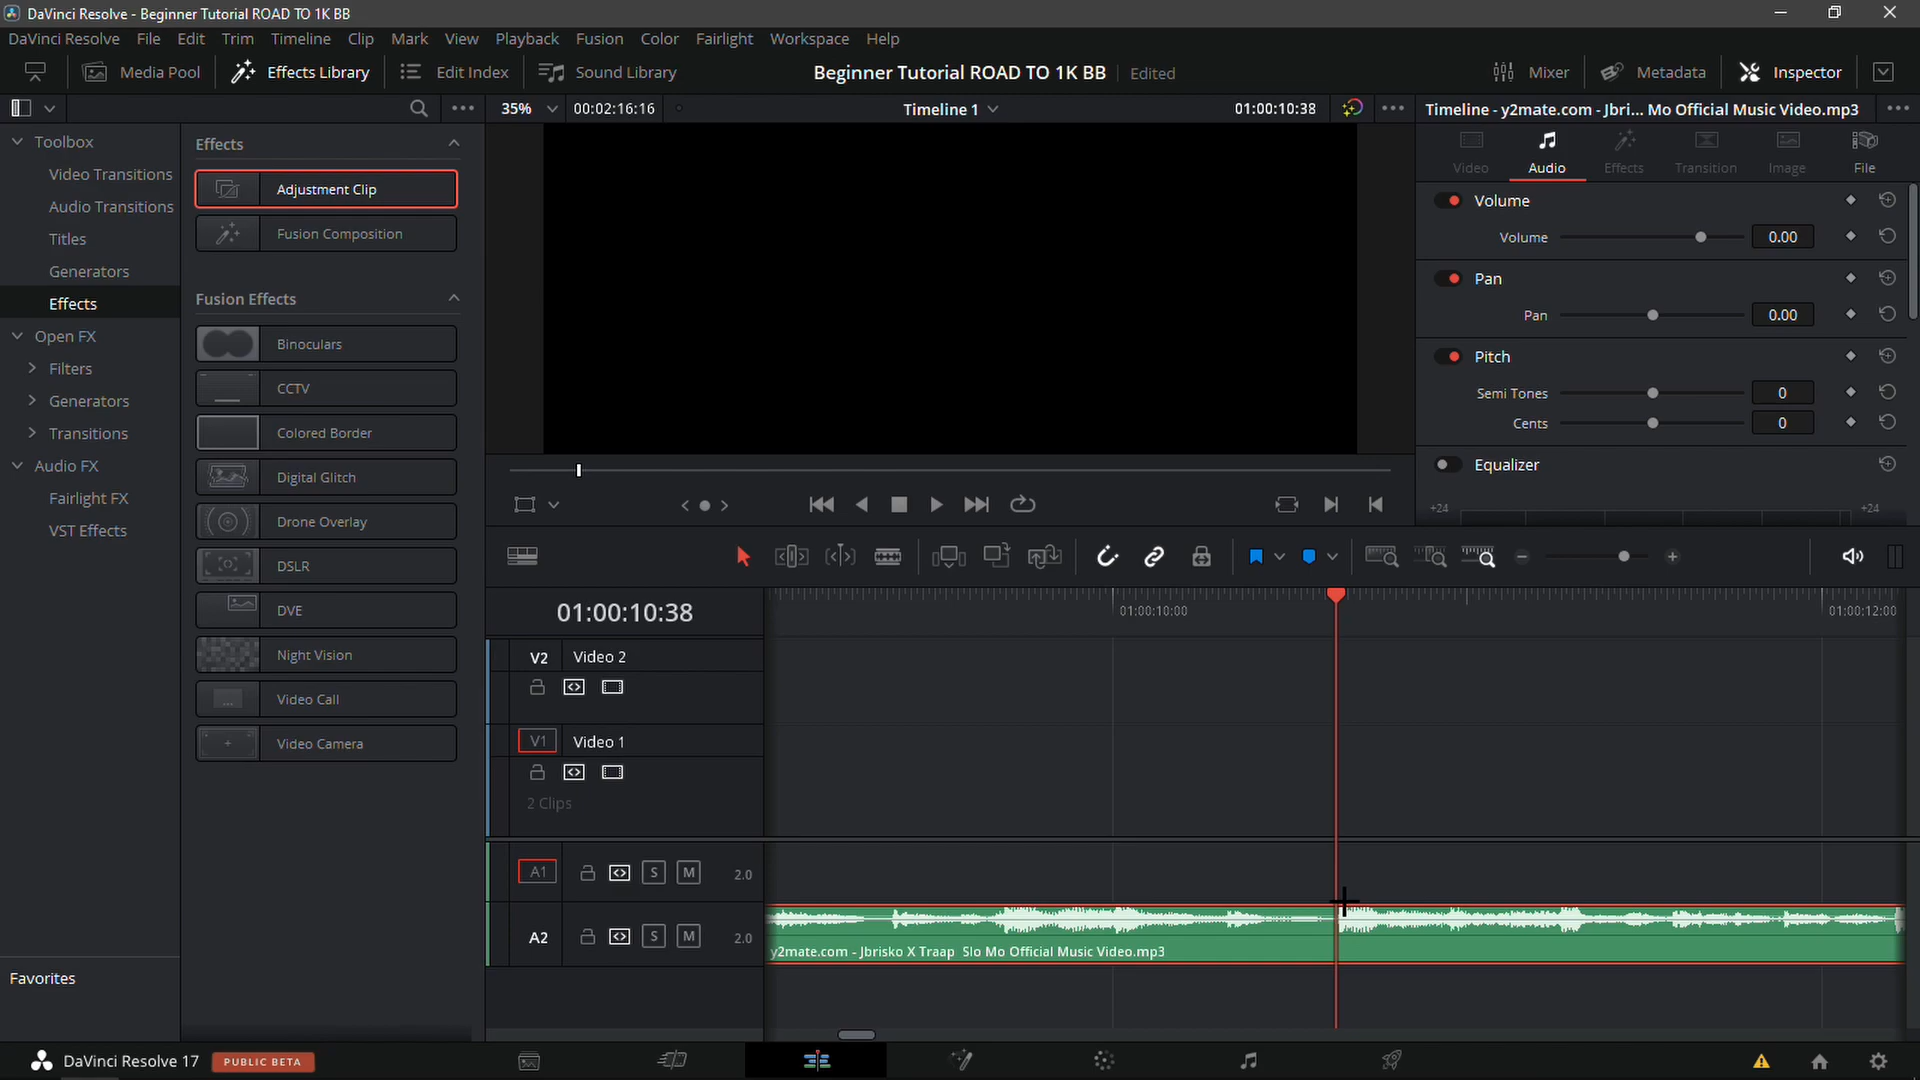 DaVinci Resolve - Beginner Tutorial ROAD TO 1K BB
DaVinci Resolve File Edit Trim Timeline Clip Mark View Playback Fusion Color Fairlight Workspace Help
Media Pool Effects Library Edit Index Sound Library Beginner Tutorial ROAD TO 1K BB Edited Mixer Metadata Inspector
35% 00:02:16:16 Timeline 1 01:00:10:38 Timeline - y2mate.com - Jbri... Mo Official Music Video.mp3
Toolbox
Video Transitions
Audio Transitions
Titles
Generators
Effects
Open FX
Filters
Generators
Transitions
Audio FX
Fairlight FX
VST Effects
Favorites
Effects
Adjustment Clip
Fusion Composition
Fusion Effects
Binoculars
CCTV
Colored Border
Digital Glitch
Drone Overlay
DSLR
DVE
Night Vision
Video Call
Video Camera
Video Audio Effects Transition Image File
Volume
Volume 0.00
Pan
Pan 0.00
Pitch
Semi Tones 0
Cents 0
Equalizer
+24 +24
01:00:10:38 01:00:10:00 01:00:12:00
V2 Video 2
V1 Video 1
2 Clips
A1 S M 2.0
A2 S M 2.0
y2mate.com - Jbrisko X Traap Slo Mo Official Music Video.mp3
DaVinci Resolve 17 PUBLIC BETA